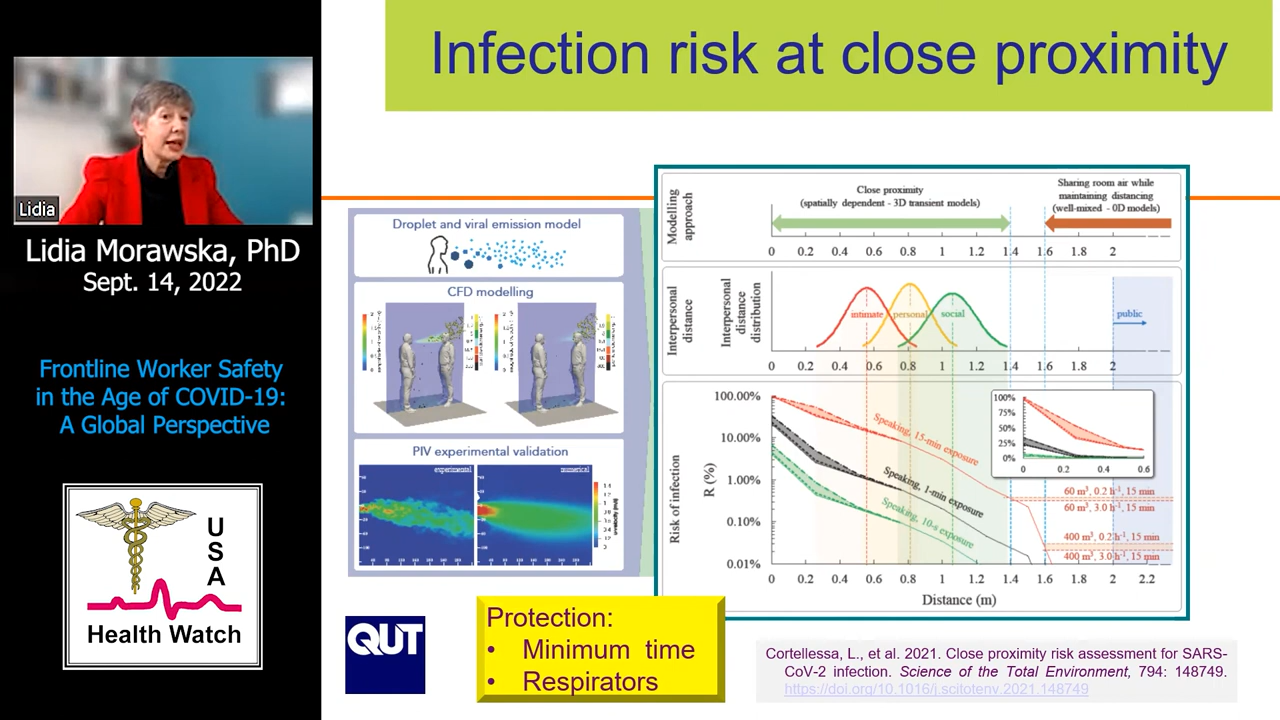 Infection risk at close proximity
Lidia
Lidia Morawska, PhD
Sept. 14, 2022
Frontline Worker Safety
in the Age of COVID-19:
A Global Perspective
USA
Health Watch
Droplet and viral emission model
CFD modelling
PIV experimental validation
experimental
numerical
Modelling
approach
Close proximity
(spatially dependent - 3D transient models)
Sharing room air while
maintaining distancing
(well-mixed - 0D models)
0 0.2 0.4 0.6 0.8 1 1.2 1.4 1.6 1.8 2
Interpersonal
distance
Interpersonal
distance
distribution
intimate
personal
social
public
0 0.2 0.4 0.6 0.8 1 1.2 1.4 1.6 1.8 2
Risk of infection
R (%)
100.00%
10.00%
1.00%
0.10%
0.01%
Speaking, 15-min exposure
Speaking, 1-min exposure
Speaking, 10-s exposure
100%
75%
50%
25%
0%
0 0.2 0.4 0.6
60 m³, 0.2 h⁻¹, 15 min
60 m³, 3.0 h⁻¹, 15 min
400 m³, 0.2 h⁻¹, 15 min
400 m³, 3.0 h⁻¹, 15 min
0 0.2 0.4 0.6 0.8 1 1.2 1.4 1.6 1.8 2 2.2
Distance (m)
QUT
Protection:
• Minimum time
• Respirators
Cortellessa, L., et al. 2021. Close proximity risk assessment for SARS-
CoV-2 infection. Science of the Total Environment, 794: 148749.
https://doi.org/10.1016/j.scitotenv.2021.148749